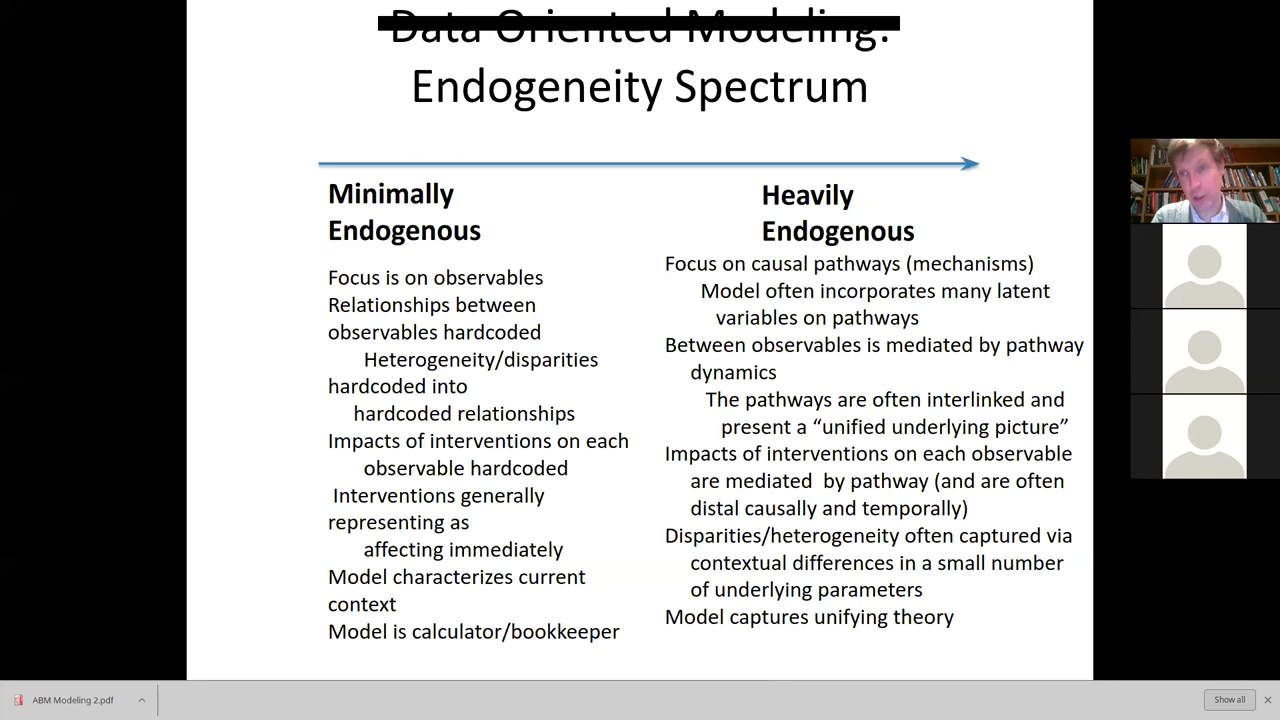 Data Oriented Modeling:
Endogeneity Spectrum
Minimally
Endogenous
Focus is on observables
Relationships between
observables hardcoded
Heterogeneity/disparities
hardcoded into
hardcoded relationships
Impacts of interventions on each
observable hardcoded
Interventions generally
representing as
affecting immediately
Model characterizes current
context
Model is calculator/bookkeeper
Heavily
Endogenous
Focus on causal pathways (mechanisms)
Model often incorporates many latent
variables on pathways
Between observables is mediated by pathway
dynamics
The pathways are often interlinked and
present a “unified underlying picture”
Impacts of interventions on each observable
are mediated by pathway (and are often
distal causally and temporally)
Disparities/heterogeneity often captured via
contextual differences in a small number
of underlying parameters
Model captures unifying theory
ABM Modeling 2.pdf
Show all